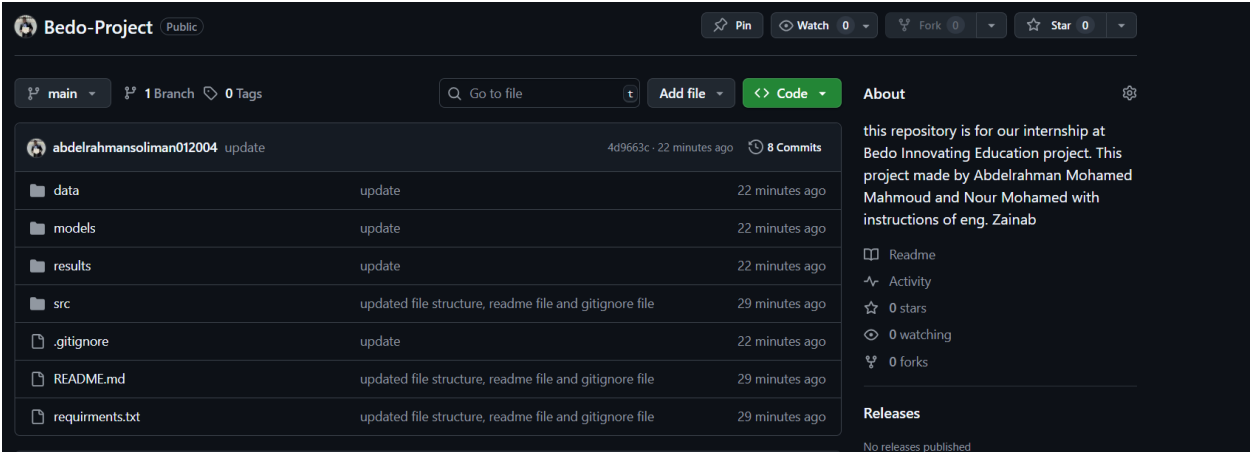 Bedo-Project Public Pin Watch 0 Fork 0 Star 0
main 1 Branch 0 Tags Go to file t Add file Code
abdelrahmansoliman012004 update 4d9663c · 22 minutes ago 8 Commits
data update 22 minutes ago
models update 22 minutes ago
results update 22 minutes ago
src updated file structure, readme file and gitignore file 29 minutes ago
.gitignore update 22 minutes ago
README.md updated file structure, readme file and gitignore file 29 minutes ago
requirments.txt updated file structure, readme file and gitignore file 29 minutes ago
About
this repository is for our internship at
Bedo Innovating Education project. This
project made by Abdelrahman Mohamed
Mahmoud and Nour Mohamed with
instructions of eng. Zainab
Readme
Activity
0 stars
0 watching
0 forks
Releases
No releases published